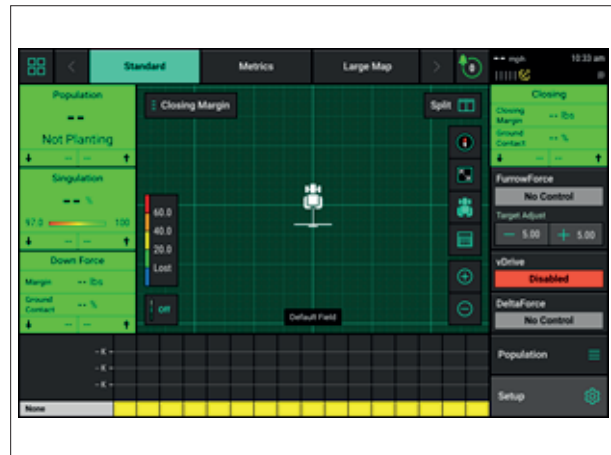 Standard
Metrics
Large Map
0
-- mph
10:33 am
Population
--
Not Planting
-- --
Singulation
-- %
97.0
100
-- --
Down Force
Margin -- lbs
Ground
Contact
-- %
-- --
Closing Margin
Split
60.0
40.0
20.0
Lost
Off
Default Field
Closing
Closing
Margin
-- lbs
Ground
Contact
-- %
-- --
FurrowForce
No Control
Target Adjust
− 5.00 + 5.00
vDrive
Disabled
DeltaForce
No Control
Population
Setup
- K -
- K -
- K -
None